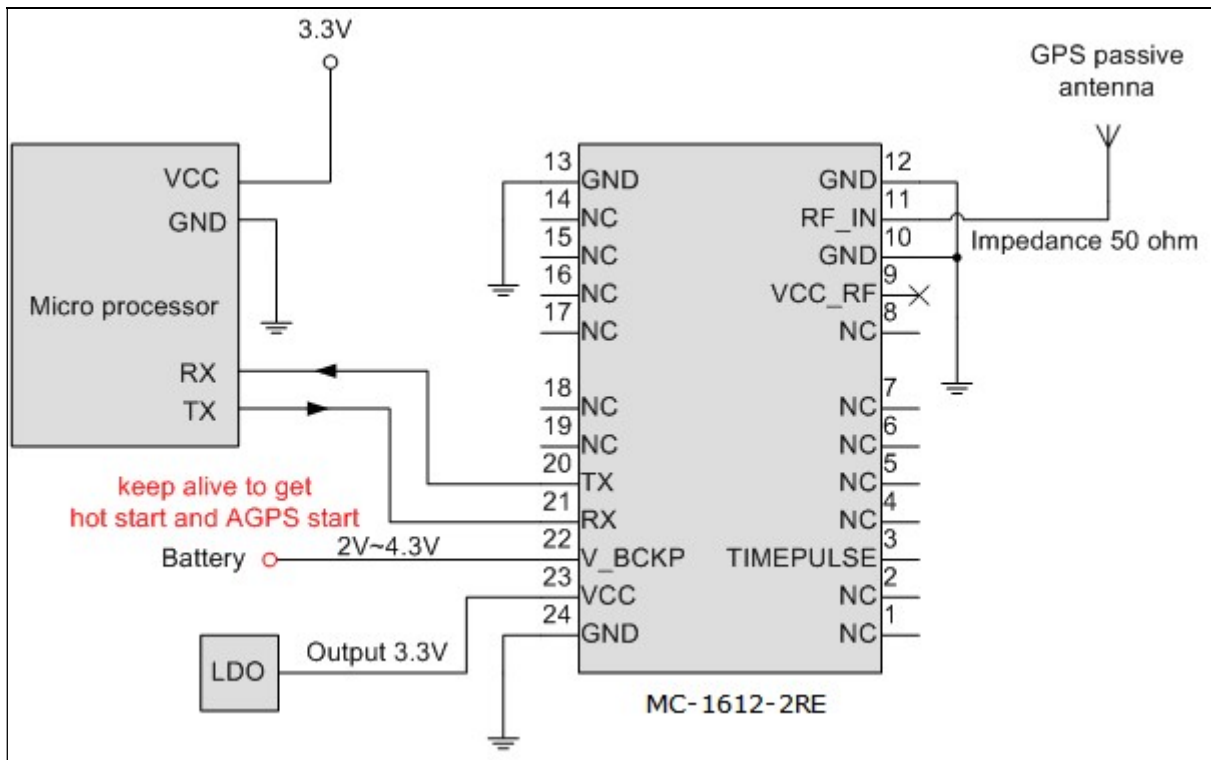 3.3V
GPS passive
antenna
VCC
GND
Micro processor
RX
TX
13
GND
14
NC
15
NC
16
NC
17
NC
18
NC
19
NC
20
TX
21
RX
22
V_BCKP
23
VCC
24
GND
12
GND
11
RF_IN
10
GND
9
VCC_RF
8
NC
7
NC
6
NC
5
NC
4
NC
3
TIMEPULSE
2
NC
1
NC
Impedance 50 ohm
keep alive to get
hot start and AGPS start
Battery
2V~4.3V
LDO
Output 3.3V
MC-1612-2RE